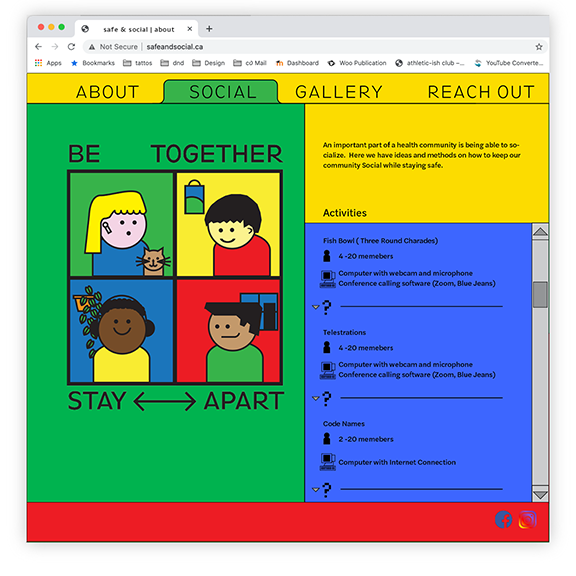 safe & social | about
Not Secure | safeandsocial.ca
Apps Bookmarks tattos dnd Design cd Mail Dashboard Woo Publication athletic-ish club –... YouTube Converte...
ABOUT SOCIAL GALLERY REACH OUT
BE TOGETHER
STAY APART
An important part of a health community is being able to so-
cialize. Here we have ideas and methods on how to keep our
community Social while staying safe.
Activities
Fish Bowl ( Three Round Charades)
4 -20 memebers
Computer with webcam and microphone
Conference calling software (Zoom, Blue Jeans)
?
Telestrations
4 -20 memebers
Computer with webcam and microphone
Conference calling software (Zoom, Blue Jeans)
?
Code Names
2 -20 memebers
Computer with Internet Connection
?